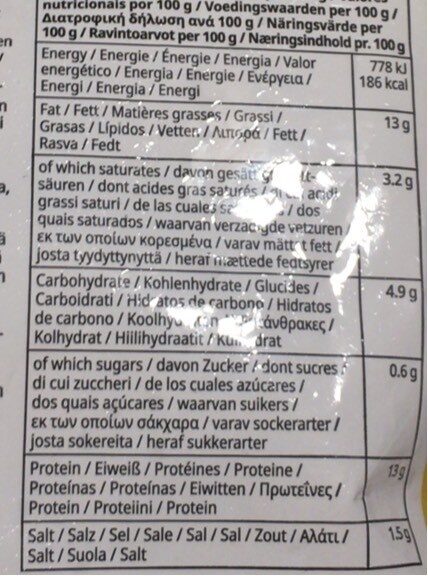 nutricionais por 100 g / Voedingswaarden per 100 g /
Διατροφική δήλωση ανά 100 g / Näringsvärde per
100 g / Ravintoarvot per 100 g / Næringsindhold pr. 100 g
Energy / Energie / Énergie / Energia / Valor
energético / Energia / Energie / Ενέργεια /
Energi / Energia / Energi
778 kJ
186 kcal
Fat / Fett / Matières grasses / Grassi /
Grasas / Lípidos / Vetten / Λιπαρά / Fett /
Rasva / Fedt
13 g
of which saturates / davon
säuren / dont acides gras saturés /
grassi saturi / de las cuales / dos
quais saturados / waarvan verzadigde vetzuren
εκ των οποίων κορεσμένα / varav mättat fett /
josta tyydyttynyttä / heraf mættede fedtsyrer
3.2 g
Carbohydrate / Kohlenhydrate / Glucides /
Carboidrati / Hidratos de carbono / Hidratos
de carbono /
Kolhydrat / Hiilihydraatit /
4.9 g
of which sugars / davon Zucker / dont sucres /
di cui zuccheri / de los cuales azúcares /
dos quais açúcares / waarvan suikers /
εκ των οποίων σάκχαρα / varav sockerarter /
josta sokereita / heraf sukkerarter
0.6 g
Protein / Eiweiß / Protéines / Proteine /
Proteínas / Proteínas / Eiwitten / Πρωτεΐνες /
Protein / Proteiini / Protein
13 g
Salt / Salz / Sel / Sale / Sal / Sal / Zout / Αλάτι /
Salt / Suola / Salt
1.5 g